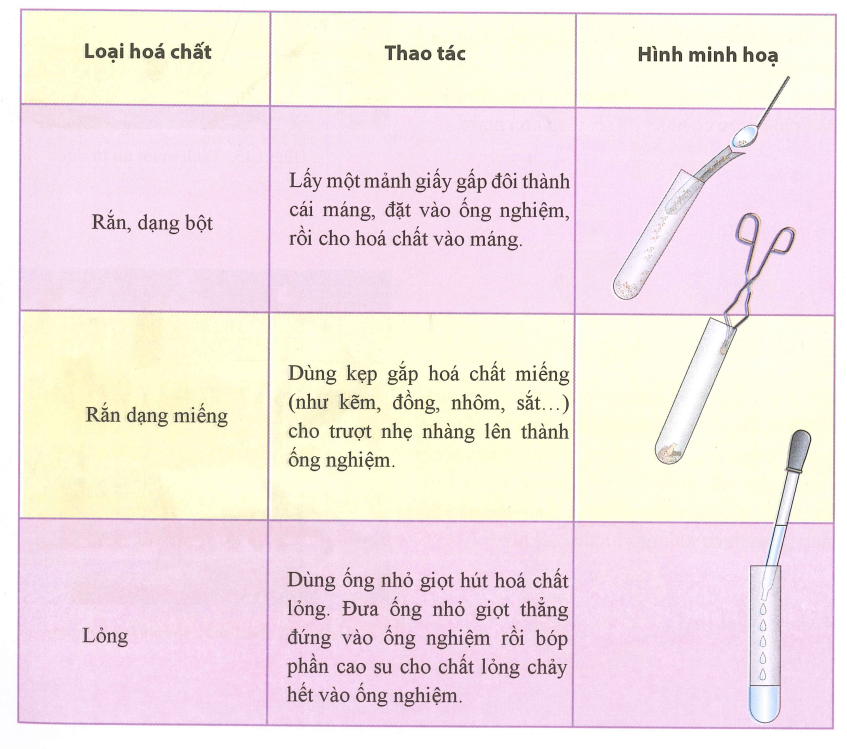 Loại hoá chất
Thao tác
Hình minh hoạ
Rắn, dạng bột
Lấy một mảnh giấy gấp đôi thành
cái máng, đặt vào ống nghiệm,
rồi cho hoá chất vào máng.
Rắn dạng miếng
Dùng kẹp gắp hoá chất miếng
(như kẽm, đồng, nhôm, sắt...)
cho trượt nhẹ nhàng lên thành
ống nghiệm.
Lỏng
Dùng ống nhỏ giọt hút hoá chất
lỏng. Đưa ống nhỏ giọt thẳng
đứng vào ống nghiệm rồi bóp
phần cao su cho chất lỏng chảy
hết vào ống nghiệm.